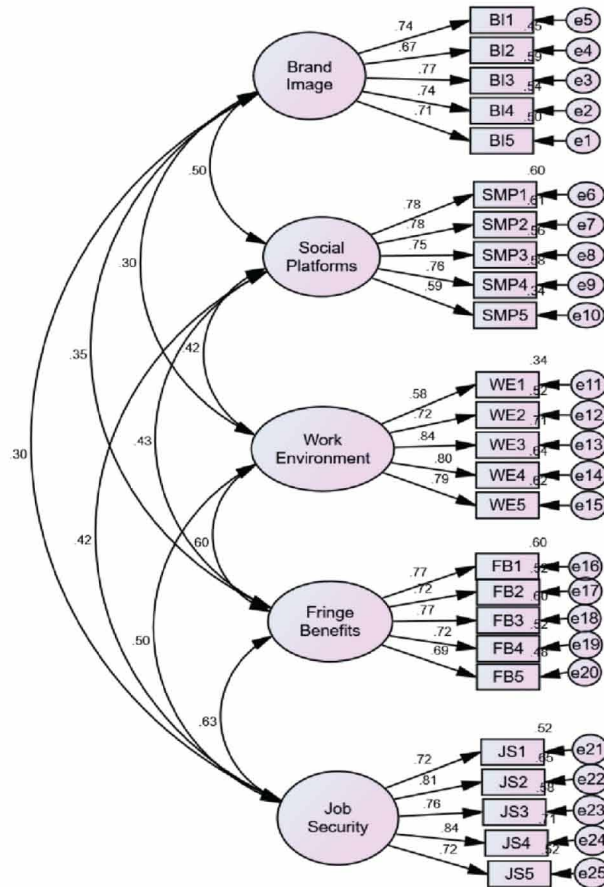 .74 BI1 e5
.45
.67 BI2 e4
.59
Brand
Image
.77 BI3 e3
.54
.74 BI4 e2
.50
.71 BI5 e1
.50
.60
.78 SMP1 e6
.61
.78 SMP2 e7
.56
Social
Platforms
.75 SMP3 e8
.58
.76 SMP4 e9
.34
.59 SMP5 e10
.30
.42
.35
.34
.58 WE1 e11
.52
.72 WE2 e12
.71
Work
Environment
.84 WE3 e13
.64
.80 WE4 e14
.62
.79 WE5 e15
.30
.43
.42
.60
.60
.77 FB1 e16
.52
.72 FB2 e17
.60
Fringe
Benefits
.77 FB3 e18
.52
.72 FB4 e19
.48
.69 FB5 e20
.50
.63
.52
.72 JS1 e21
.65
.81 JS2 e22
.58
Job
Security
.76 JS3 e23
.71
.84 JS4 e24
.52
.72 JS5 e25